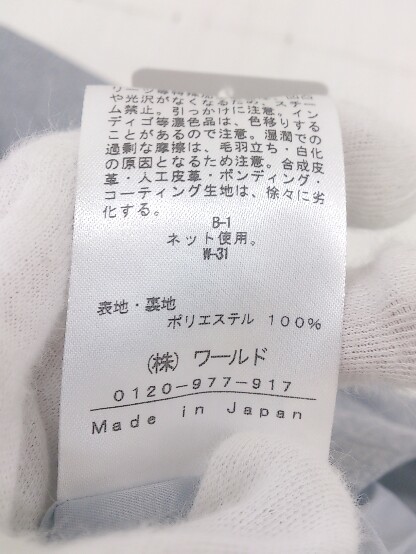 や光沢がなくなるため、スチー
ム禁止。引っかけに注意。イン
ディゴ等濃色品は、色移りする
ことがあるので注意。湿潤での
過剰な摩擦は、毛羽立ち・白化
の原因となるため注意。合成皮
革・人工皮革・ボンディング・
コーティング生地は、徐々に劣
化する。
B-1
ネット使用。
W-31
表地・裏地
ポリエステル 100%
(株)ワールド
0120-977-917
Made in Japan